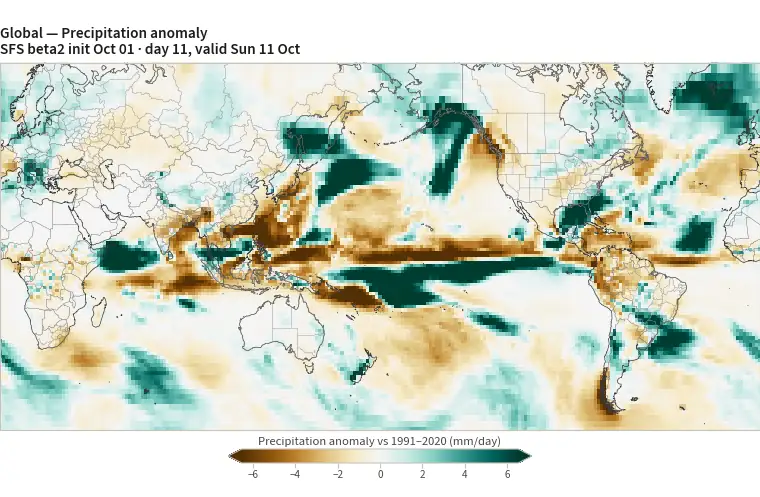 Global — Precipitation anomaly
SFS beta2 init Oct 01 · day 11, valid Sun 11 Oct
Precipitation anomaly vs 1991–2020 (mm/day)
−6 −4 −2 0 2 4 6